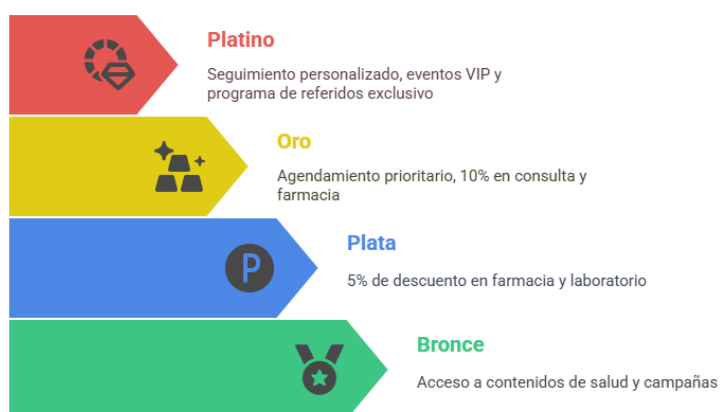 Platino
Seguimiento personalizado, eventos VIP y
programa de referidos exclusivo
Oro
Agendamiento prioritario, 10% en consulta y
farmacia
P
Plata
5% de descuento en farmacia y laboratorio
Bronce
Acceso a contenidos de salud y campañas